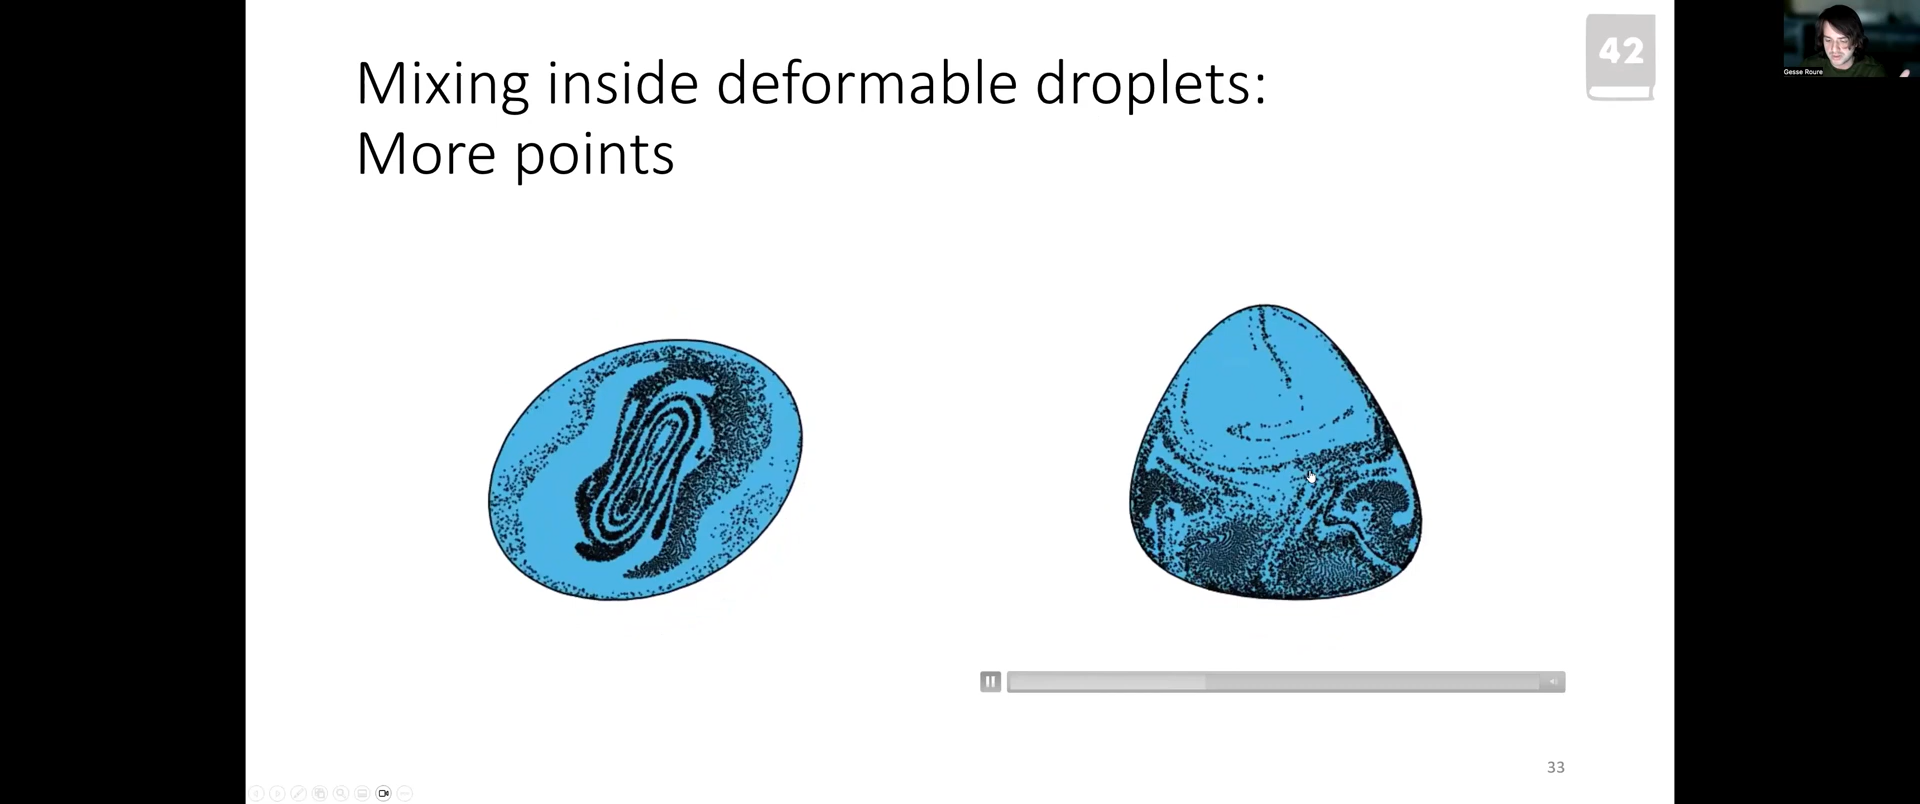 Mixing inside deformable droplets:
More points
42
Gesse Roure
33